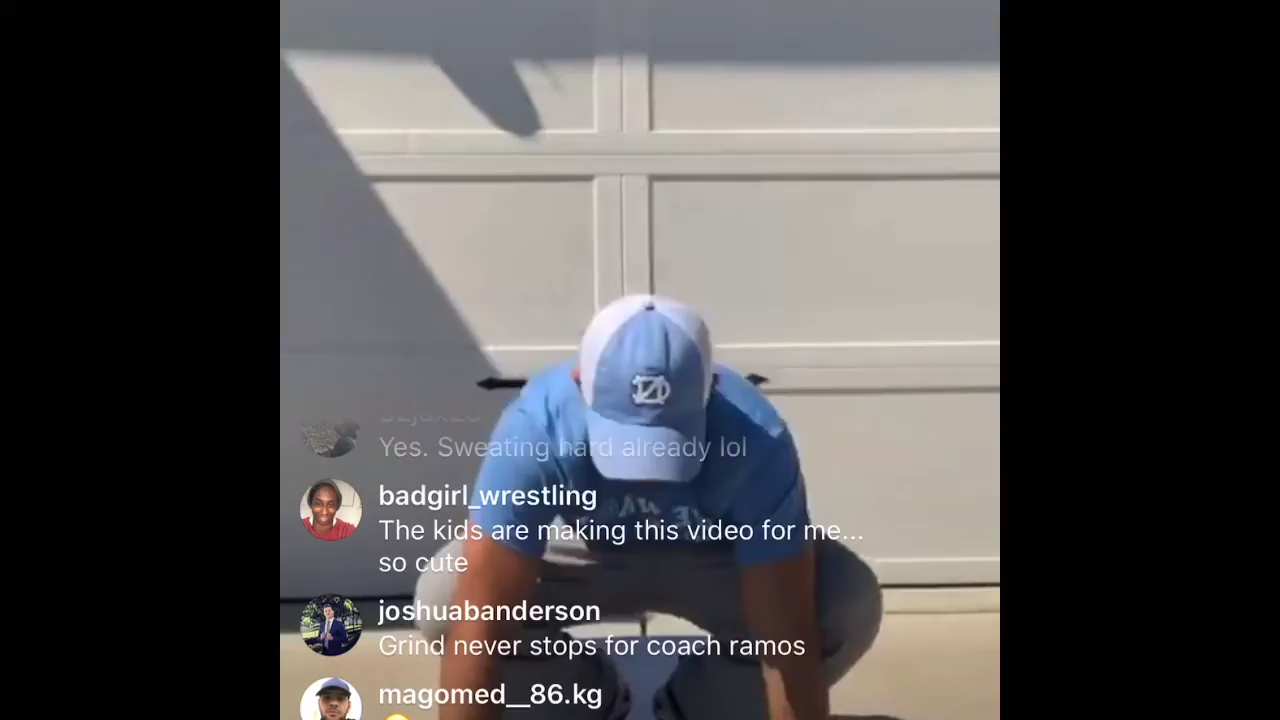 Yes. Sweating hard already lol
badgirl_wrestling
The kids are making this video for me...
so cute
joshuabanderson
Grind never stops for coach ramos
magomed__86.kg